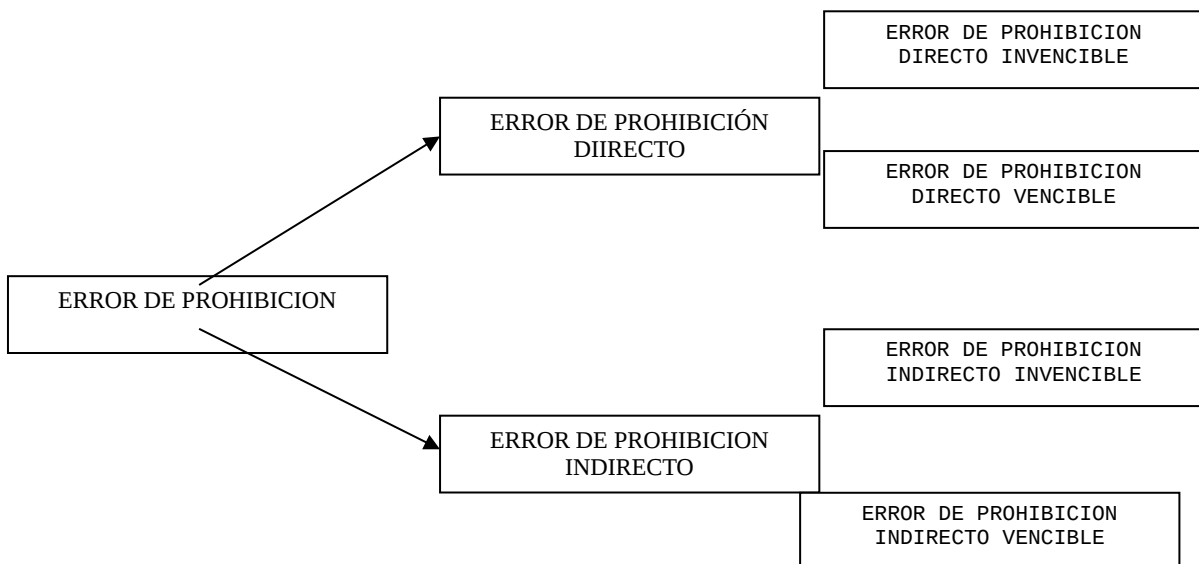 ERROR DE PROHIBICION
DIRECTO INVENCIBLE
ERROR DE PROHIBICIÓN
DIIRECTO
ERROR DE PROHIBICION
DIRECTO VENCIBLE
ERROR DE PROHIBICION
ERROR DE PROHIBICION
INDIRECTO INVENCIBLE
ERROR DE PROHIBICION
INDIRECTO
ERROR DE PROHIBICION
INDIRECTO VENCIBLE